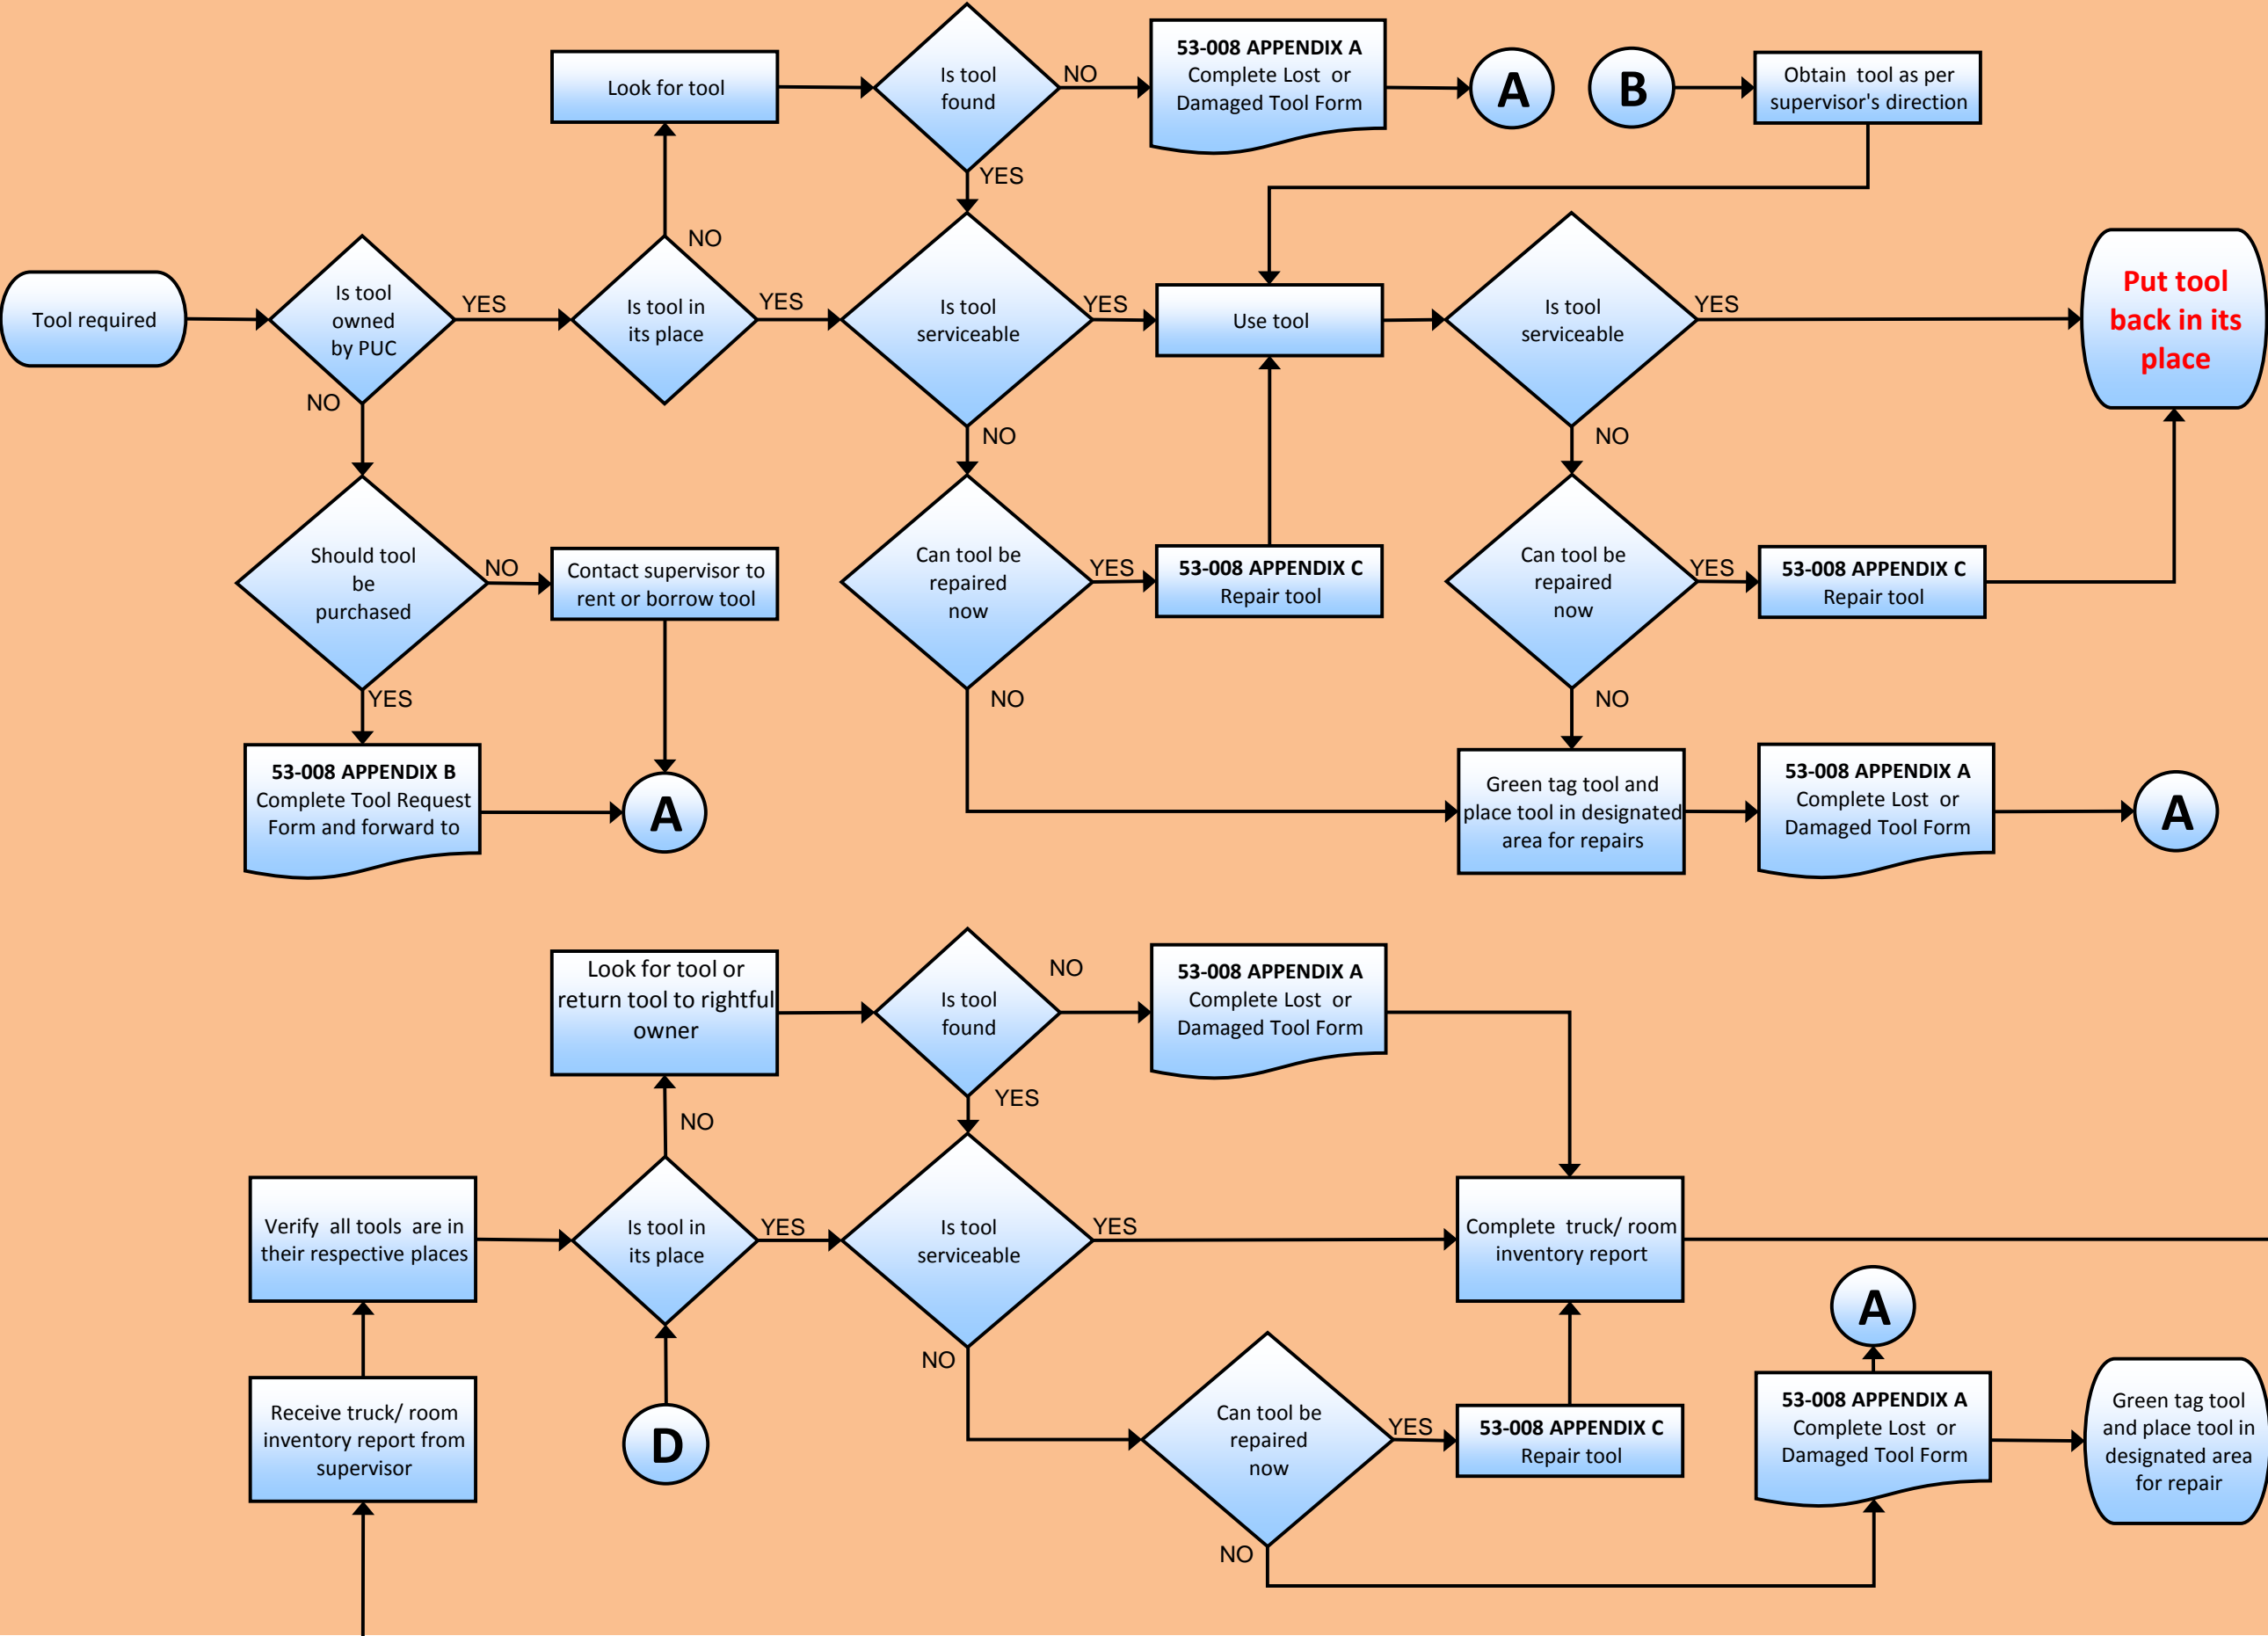 Look for tool
Is tool
found
NO
53-008 APPENDIX A
Complete Lost or
Damaged Tool Form
A
B
Obtain tool as per
supervisor's direction
YES
Tool required
Is tool
owned
by PUC
YES
NO
Is tool in
its place
NO
YES
Is tool
serviceable
YES
Use tool
Is tool
serviceable
YES
Put tool
back in its
place
NO
NO
NO
Should tool
be
purchased
NO
Contact supervisor to
rent or borrow tool
Can tool be
repaired
now
YES
53-008 APPENDIX C
Repair tool
Can tool be
repaired
now
YES
53-008 APPENDIX C
Repair tool
YES
NO
NO
53-008 APPENDIX B
Complete Tool Request
Form and forward to
A
Green tag tool and
place tool in designated
area for repairs
53-008 APPENDIX A
Complete Lost or
Damaged Tool Form
A
Look for tool or
return tool to rightful
owner
Is tool
found
NO
53-008 APPENDIX A
Complete Lost or
Damaged Tool Form
YES
NO
Verify all tools are in
their respective places
Is tool in
its place
YES
Is tool
serviceable
YES
Complete truck/ room
inventory report
A
NO
Receive truck/ room
inventory report from
supervisor
D
Can tool be
repaired
now
YES
53-008 APPENDIX C
Repair tool
53-008 APPENDIX A
Complete Lost or
Damaged Tool Form
Green tag tool
and place tool in
designated area
for repair
NO